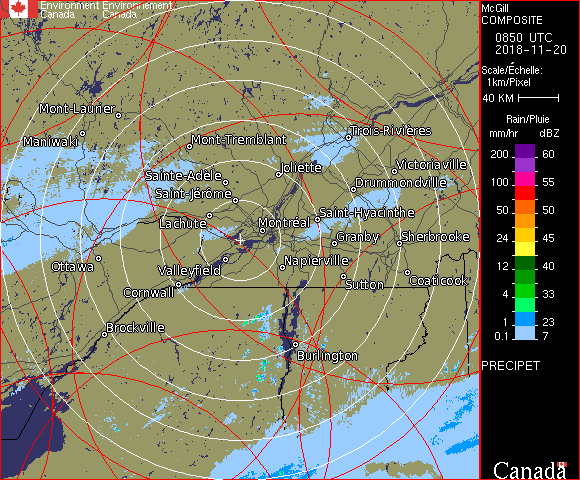 Environment Environnement
Canada Canada
McGill
COMPOSITE
0850 UTC
2018-11-20
Scale/Échelle:
1km/Pixel
40 KM
Rain/Pluie
mm/hr dBZ
200 60
150 57
100 55
50 50
24 45
12 40
4 33
1 23
0.1 7
PRECIPET
Canada
Mont-Laurier
Maniwaki
Mont-Tremblant
Trois-Rivières
Joliette
Victoriaville
Sainte-Adèle
Drummondville
Saint-Jérôme
Lachute
Montréal
Saint-Hyacinthe
Granby
Sherbrooke
Ottawa
Valleyfield
Napierville
Cornwall
Sutton
Coaticook
Brockville
Burlington